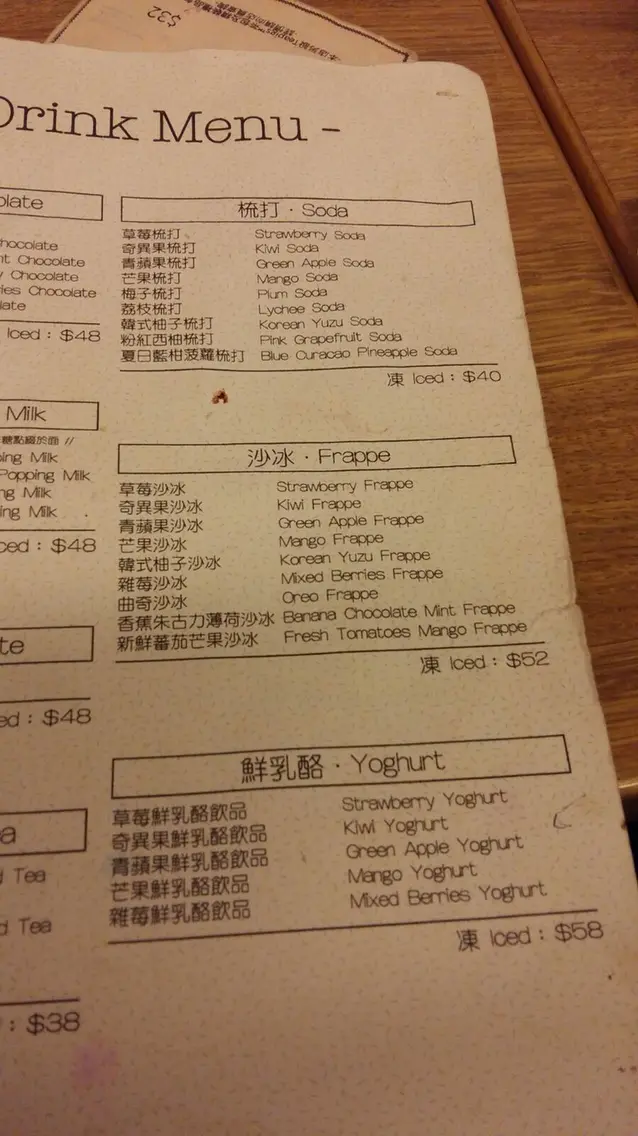 $32
Drink Menu -
olate
hocolate
nt Chocolate
y Chocolate
ries Chocolate
late
Iced : $48
Milk
糖點綴於面 //
ping Milk
Popping Milk
ng Milk
ing Milk
ced : $48
te
ed : $48
a
d Tea
d Tea
: $38
梳打 · Soda
草莓梳打 Strawberry Soda
奇異果梳打 Kiwi Soda
青蘋果梳打 Green Apple Soda
芒果梳打 Mango Soda
梅子梳打 Plum Soda
荔枝梳打 Lychee Soda
韓式柚子梳打 Korean Yuzu Soda
粉紅西柚梳打 Pink Grapefruit Soda
夏日藍柑菠蘿梳打 Blue Curacao Pineapple Soda
凍 Iced : $40
沙冰 · Frappe
草莓沙冰 Strawberry Frappe
奇異果沙冰 Kiwi Frappe
青蘋果沙冰 Green Apple Frappe
芒果沙冰 Mango Frappe
韓式柚子沙冰 Korean Yuzu Frappe
雜莓沙冰 Mixed Berries Frappe
曲奇沙冰 Oreo Frappe
香蕉朱古力薄荷沙冰 Banana Chocolate Mint Frappe
新鮮蕃茄芒果沙冰 Fresh Tomatoes Mango Frappe
凍 Iced : $52
鮮乳酪 · Yoghurt
草莓鮮乳酪飲品 Strawberry Yoghurt
奇異果鮮乳酪飲品 Kiwi Yoghurt
青蘋果鮮乳酪飲品 Green Apple Yoghurt
芒果鮮乳酪飲品 Mango Yoghurt
雜莓鮮乳酪飲品 Mixed Berries Yoghurt
凍 Iced : $58